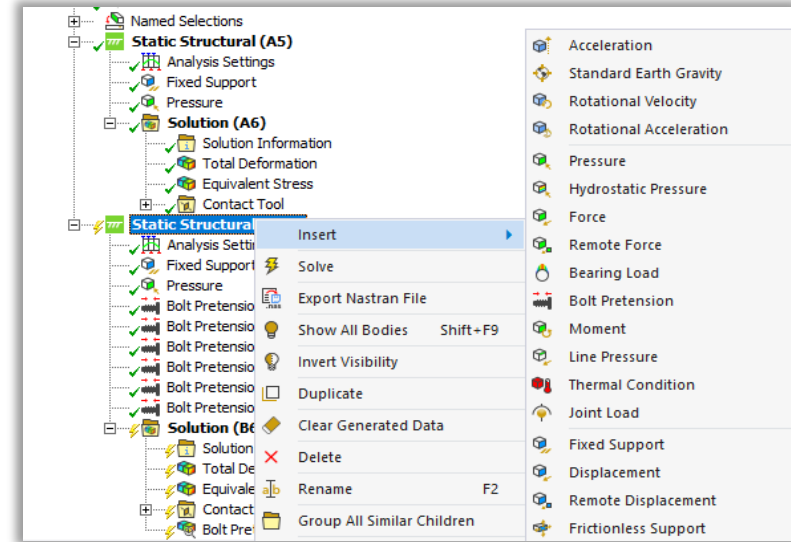 Named Selections
Static Structural (A5)
Analysis Settings
Fixed Support
Pressure
Solution (A6)
Solution Information
Total Deformation
Equivalent Stress
Contact Tool
Static Structural
Analysis Setti
Fixed Support
Pressure
Bolt Pretensio
Bolt Pretensio
Bolt Pretensio
Bolt Pretensio
Bolt Pretensio
Bolt Pretensio
Solution (B6
Solution
Total De
Equivale
Contact
Bolt Pre
Insert
Solve
Export Nastran File
Show All Bodies Shift+F9
Invert Visibility
Duplicate
Clear Generated Data
Delete
Rename F2
Group All Similar Children
Acceleration
Standard Earth Gravity
Rotational Velocity
Rotational Acceleration
Pressure
Hydrostatic Pressure
Force
Remote Force
Bearing Load
Bolt Pretension
Moment
Line Pressure
Thermal Condition
Joint Load
Fixed Support
Displacement
Remote Displacement
Frictionless Support